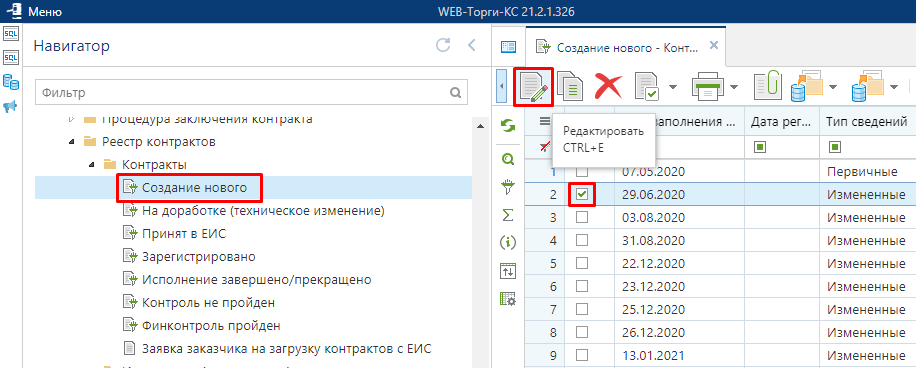 Меню
WEB-Торги-КС 21.2.1.326
SQL
SQL
Навигатор
Фильтр
Процедура заключения контракта
Реестр контрактов
Контракты
Создание нового
На доработке (техническое изменение)
Принят в ЕИС
Зарегистрировано
Исполнение завершено/прекращено
Контроль не пройден
Финконтроль пройден
Заявка заказчика на загрузку контрактов с ЕИС
Создание нового - Конт...
Редактировать
CTRL+E
заполнения ... Дата рег... Тип сведений
1 07.05.2020 Первичные
2 29.06.2020 Измененные
3 03.08.2020 Измененные
4 31.08.2020 Измененные
5 22.12.2020 Измененные
6 23.12.2020 Измененные
7 25.12.2020 Измененные
8 26.12.2020 Измененные
9 13.01.2021 Измененные